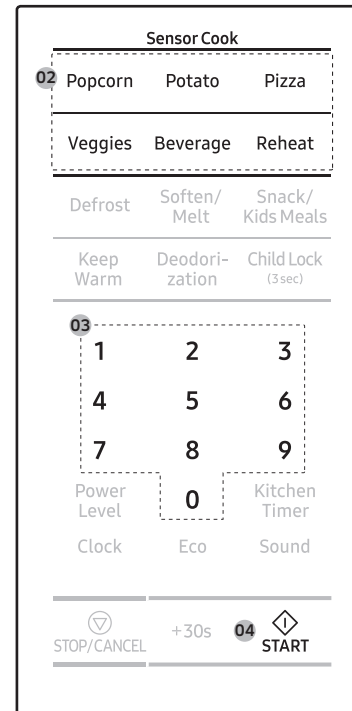 Sensor Cook
02 Popcorn Potato Pizza
Veggies Beverage Reheat
Defrost Soften/ Snack/
Melt Kids Meals
Keep Deodori- Child Lock
Warm zation (3 sec)
03
1 2 3
4 5 6
7 8 9
Power 0 Kitchen
Level Timer
Clock Eco Sound
STOP/CANCEL +30s 04 START